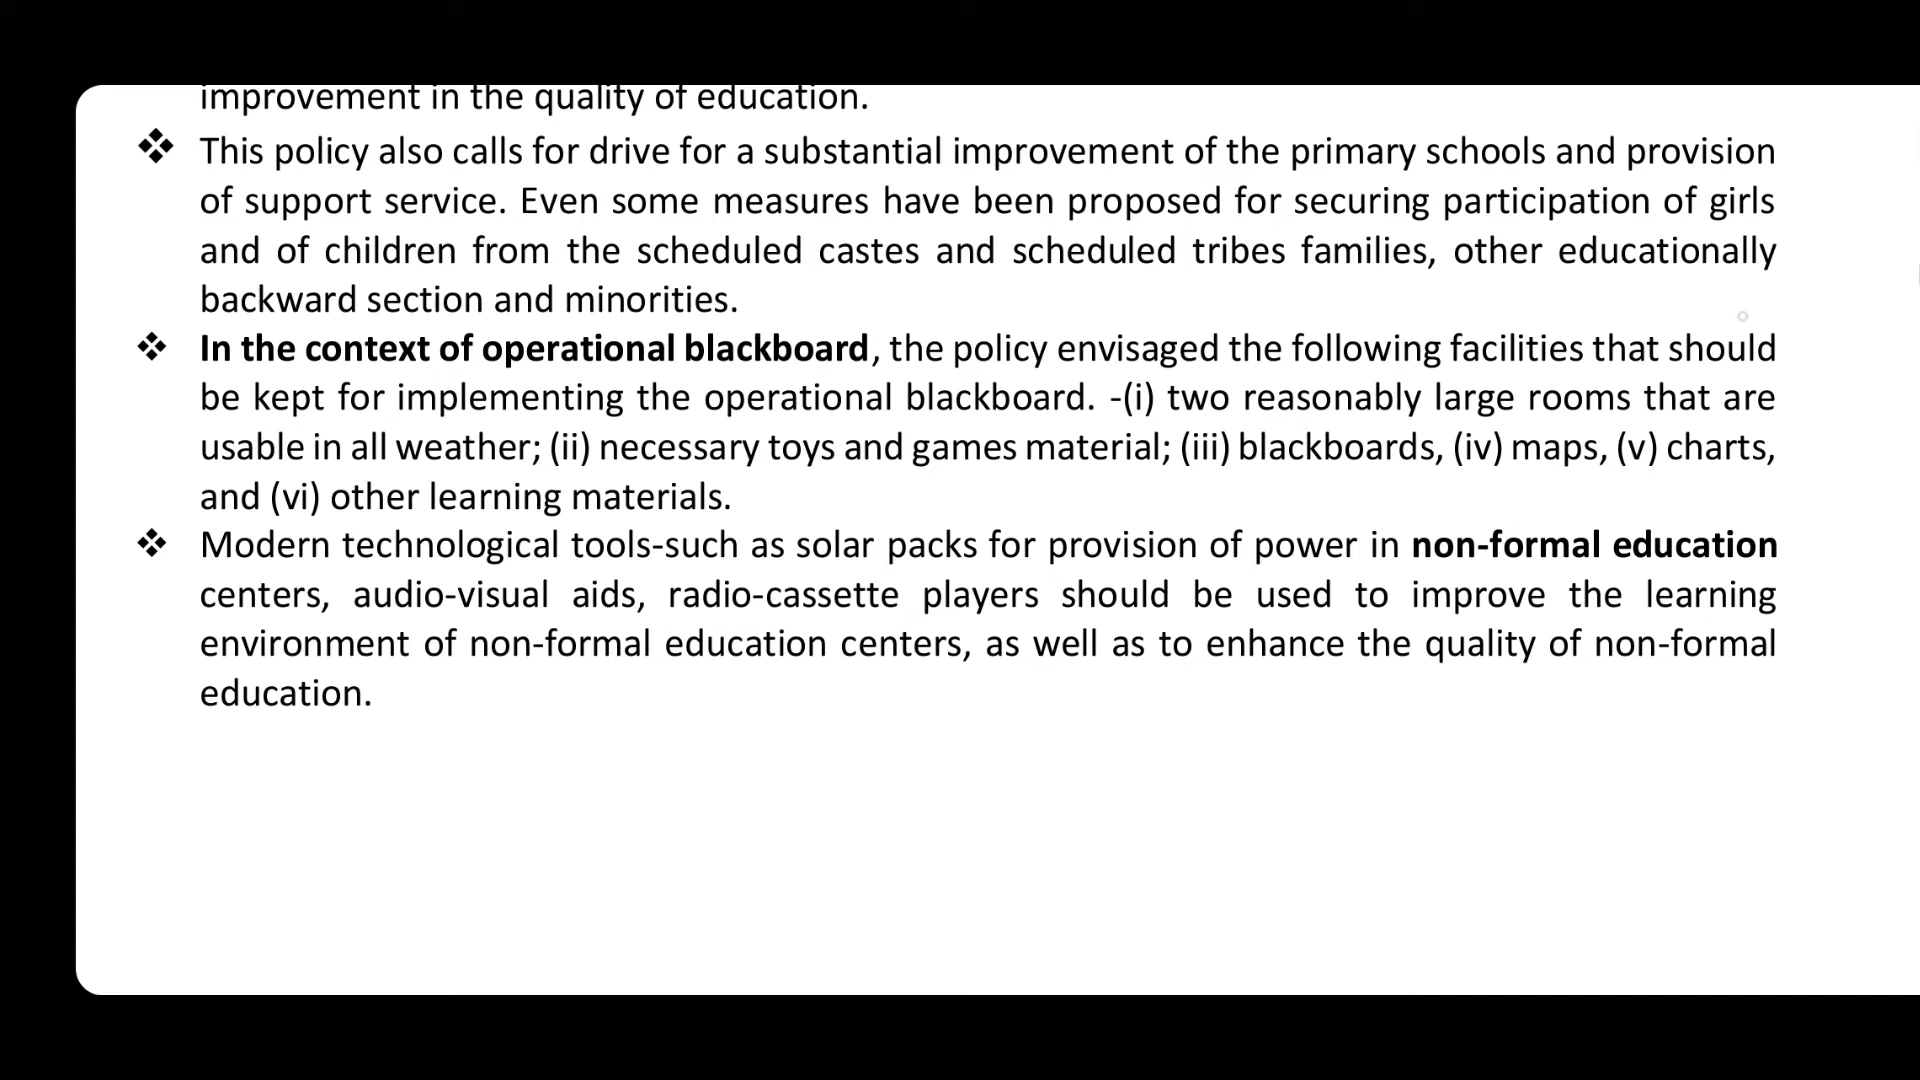 improvement in the quality of education.
❖ This policy also calls for drive for a substantial improvement of the primary schools and provision
of support service. Even some measures have been proposed for securing participation of girls
and of children from the scheduled castes and scheduled tribes families, other educationally
backward section and minorities.
❖ In the context of operational blackboard, the policy envisaged the following facilities that should
be kept for implementing the operational blackboard. -(i) two reasonably large rooms that are
usable in all weather; (ii) necessary toys and games material; (iii) blackboards, (iv) maps, (v) charts,
and (vi) other learning materials.
❖ Modern technological tools-such as solar packs for provision of power in non-formal education
centers, audio-visual aids, radio-cassette players should be used to improve the learning
environment of non-formal education centers, as well as to enhance the quality of non-formal
education.